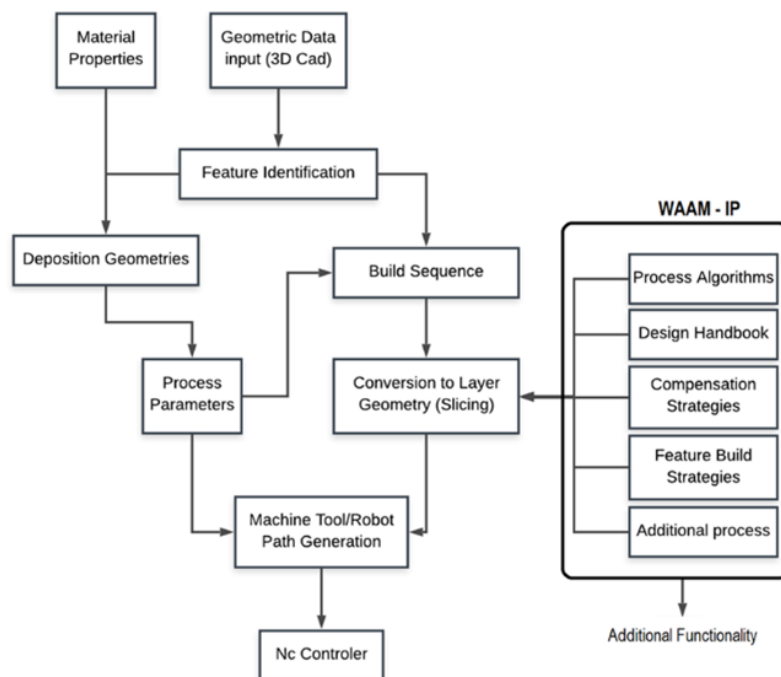 Material
Properties
Geometric Data
input (3D Cad)
Feature Identification
WAAM - IP
Deposition Geometries
Build Sequence
Process Algorithms
Design Handbook
Process
Parameters
Conversion to Layer
Geometry (Slicing)
Compensation
Strategies
Feature Build
Strategies
Machine Tool/Robot
Path Generation
Additional process
Nc Controler
Additional Functionality